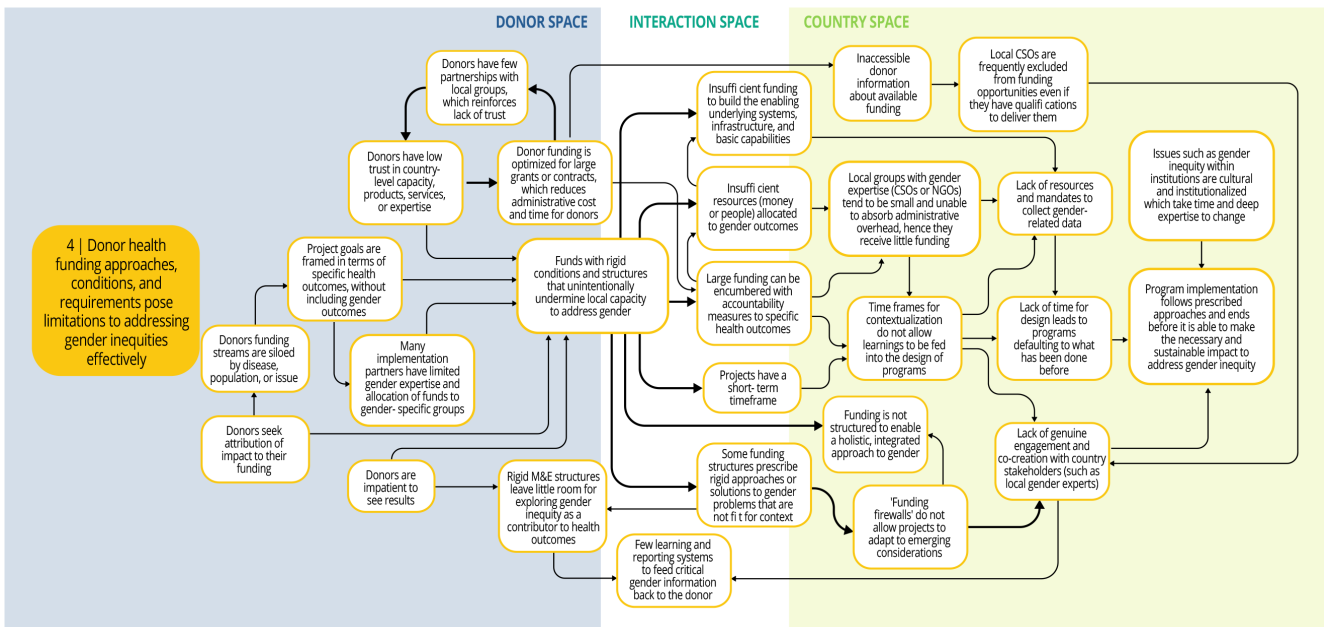 DONOR SPACE
INTERACTION SPACE
COUNTRY SPACE
4 | Donor health
funding approaches,
conditions, and
requirements pose
limitations to addressing
gender inequities
effectively
Donors have few
partnerships with
local groups,
which reinforces
lack of trust
Donors have low
trust in country-
level capacity,
products, services,
or expertise
Donor funding is
optimized for large
grants or contracts,
which reduces
administrative cost
and time for donors
Project goals are
framed in terms of
specific health
outcomes, without
including gender
outcomes
Donors funding
streams are siloed
by disease,
population, or issue
Many
implementation
partners have limited
gender expertise and
allocation of funds to
gender- specific groups
Donors seek
attribution of
impact to their
funding
Donors are
impatient to
see results
Rigid M&E structures
leave little room for
exploring gender
inequity as a
contributor to health
outcomes
Funds with rigid
conditions and structures
that unintentionally
undermine local capacity
to address gender
Insuffi cient funding
to build the enabling
underlying systems,
infrastructure, and
basic capabilities
Insuffi cient
resources (money
or people) allocated
to gender outcomes
Large funding can be
encumbered with
accountability
measures to specific
health outcomes
Projects have a
short- term
timeframe
Some funding
structures prescribe
rigid approaches or
solutions to gender
problems that are
not fi t for context
Few learning and
reporting systems
to feed critical
gender information
back to the donor
Inaccessible
donor
information
about available
funding
Local CSOs are
frequently excluded
from funding
opportunities even if
they have qualifi cations
to deliver them
Local groups with gender
expertise (CSOs or NGOs)
tend to be small and unable
to absorb administrative
overhead, hence they
receive little funding
Lack of resources
and mandates to
collect gender-
related data
Issues such as gender
inequity within
institutions are cultural
and institutionalized
which take time and deep
expertise to change
Time frames for
contextualization do
not allow
learnings to be fed
into the design of
programs
Lack of time for
design leads to
programs
defaulting to what
has been done
before
Program implementation
follows prescribed
approaches and ends
before it is able to make
the necessary and
sustainable impact to
address gender inequity
Funding is not
structured to enable
a holistic, integrated
approach to gender
Lack of genuine
engagement and
co-creation with country
stakeholders (such as
local gender experts)
'Funding
firewalls' do not
allow projects to
adapt to emerging
considerations